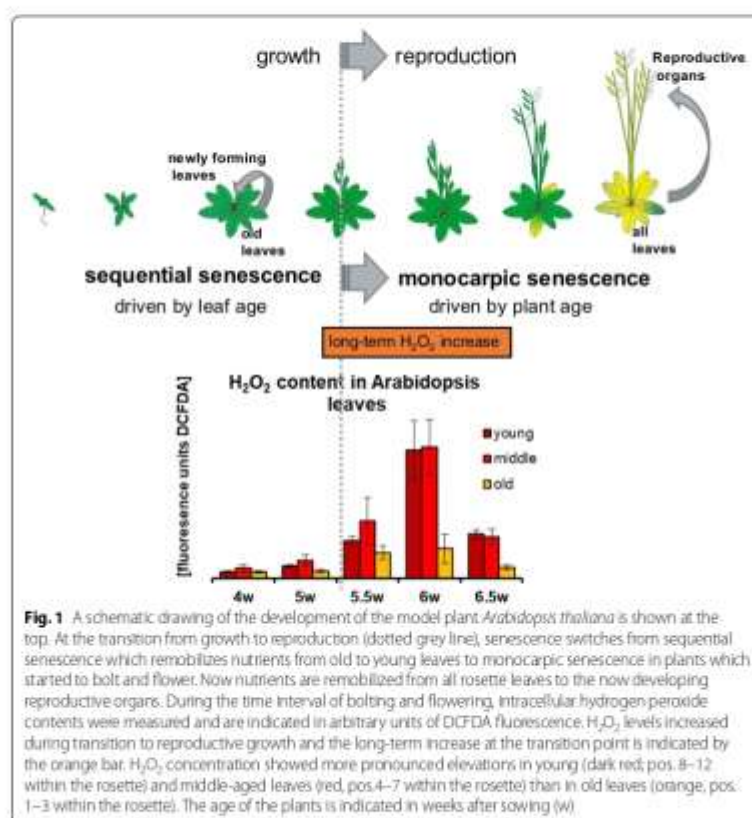 growth reproduction
Reproductive
organs
newly forming
leaves
old
leaves
all
leaves
sequential senescence monocarpic senescence
driven by leaf age driven by plant age
long-term H₂O₂ increase
H₂O₂ content in Arabidopsis
leaves
[fluoresence units DCFDA]
young
middle
old
4w 5w 5.5w 6w 6.5w
Fig. 1 A schematic drawing of the development of the model plant Arabidopsis thaliana is shown at the
top. At the transition from growth to reproduction (dotted grey line), senescence switches from sequential
senescence which remobilizes nutrients from old to young leaves to monocarpic senescence in plants which
started to bolt and flower. Now nutrients are remobilized from all rosette leaves to the now developing
reproductive organs. During the time interval of bolting and flowering, intracellular hydrogen peroxide
contents were measured and are indicated in arbitrary units of DCFDA fluorescence. H₂O₂ levels increased
during transition to reproductive growth and the long-term increase at the transition point is indicated by
the orange bar. H₂O₂ concentration showed more pronounced elevations in young (dark red; pos. 8–12
within the rosette) and middle-aged leaves (red, pos.4–7 within the rosette) than in old leaves (orange, pos.
1–3 within the rosette). The age of the plants is indicated in weeks after sowing (w)